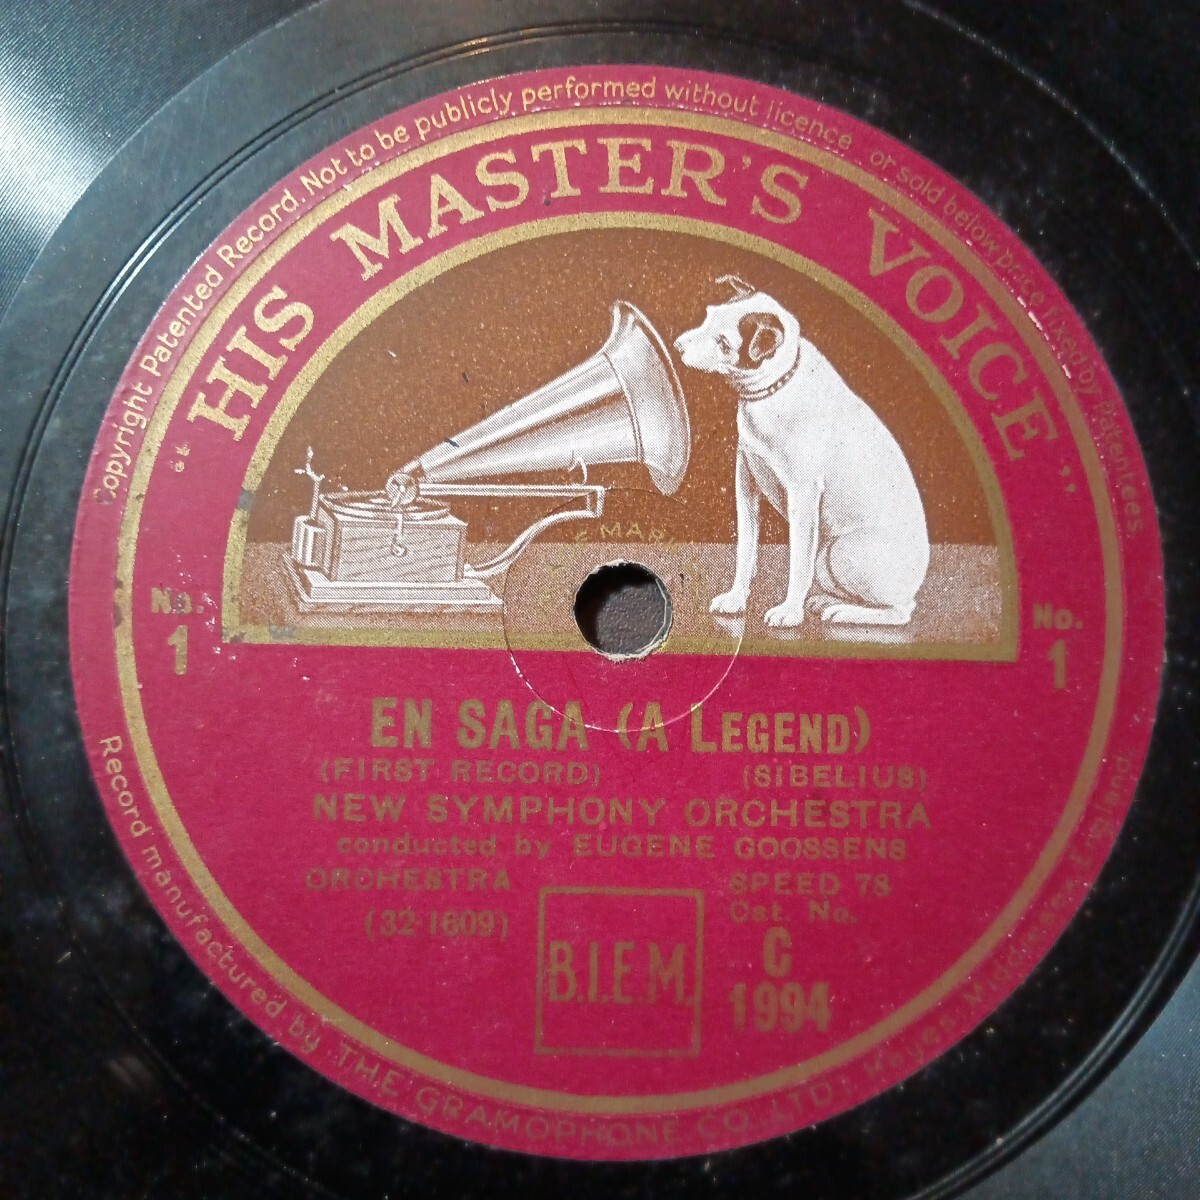 Copyright Patented Record. Not to be publicly performed without licence or sold below price fixed by Patentees.
"HIS MASTER'S VOICE"
No. 1
No. 1
EN SAGA (A LEGEND)
(FIRST RECORD) (SIBELIUS)
NEW SYMPHONY ORCHESTRA
conducted by EUGENE GOOSSENS
ORCHESTRA SPEED 78
(32-1609) Cat. No.
B.I.E.M. C
1994
Record manufactured by THE GRAMOPHONE CO., LTD., Hayes, Middlesex, England.